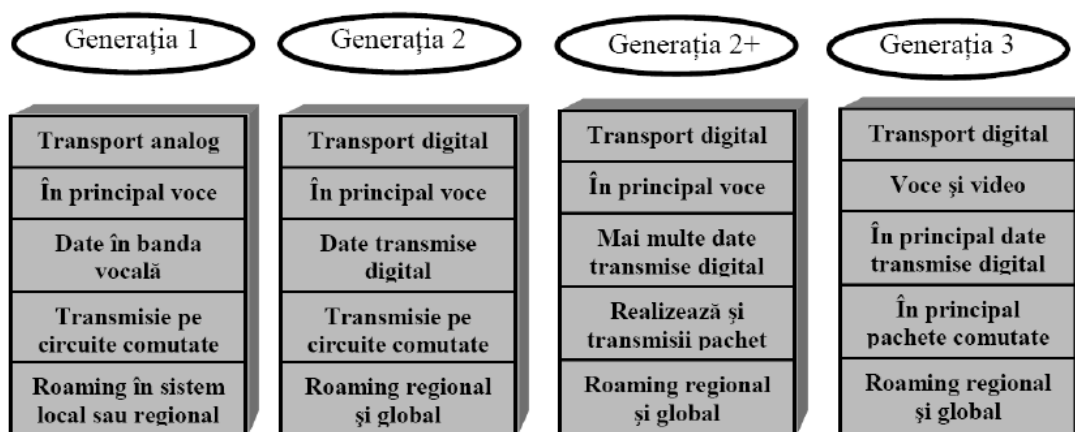 Generația 1
Generația 2
Generația 2+
Generația 3
Transport analog
În principal voce
Date în banda
vocală
Transmisie pe
circuite comutate
Roaming în sistem
local sau regional
Transport digital
În principal voce
Date transmise
digital
Transmisie pe
circuite comutate
Roaming regional
şi global
Transport digital
În principal voce
Mai multe date
transmise digital
Realizează și
transmisii pachet
Roaming regional
și global
Transport digital
Voce şi video
În principal date
transmise digital
În principal
pachete comutate
Roaming regional
și global